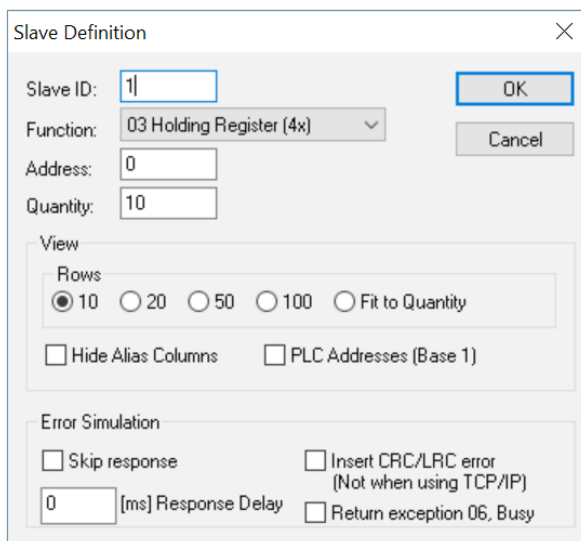 Slave Definition
Slave ID: 1 OK
Function: 03 Holding Register (4x) Cancel
Address: 0
Quantity: 10
View
Rows
10 20 50 100 Fit to Quantity
Hide Alias Columns PLC Addresses (Base 1)
Error Simulation
Skip response Insert CRC/LRC error
(Not when using TCP/IP)
0 [ms] Response Delay Return exception 06, Busy